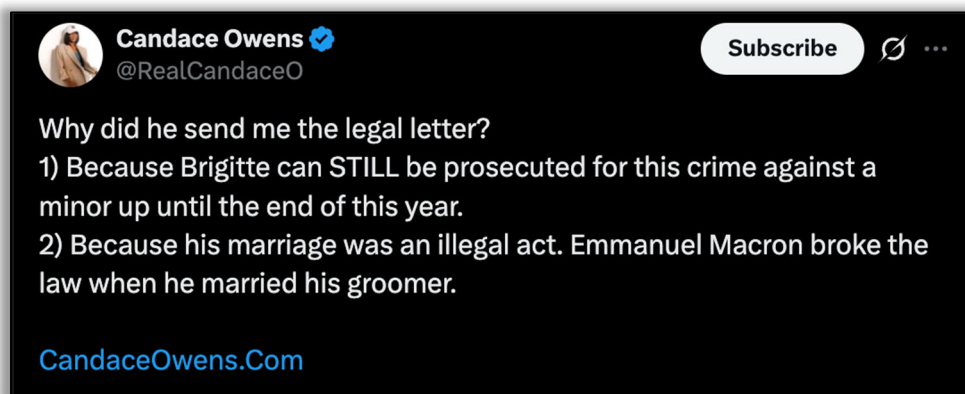 Candace Owens
@RealCandaceO
Subscribe
Why did he send me the legal letter?
1) Because Brigitte can STILL be prosecuted for this crime against a
minor up until the end of this year.
2) Because his marriage was an illegal act. Emmanuel Macron broke the
law when he married his groomer.
CandaceOwens.Com